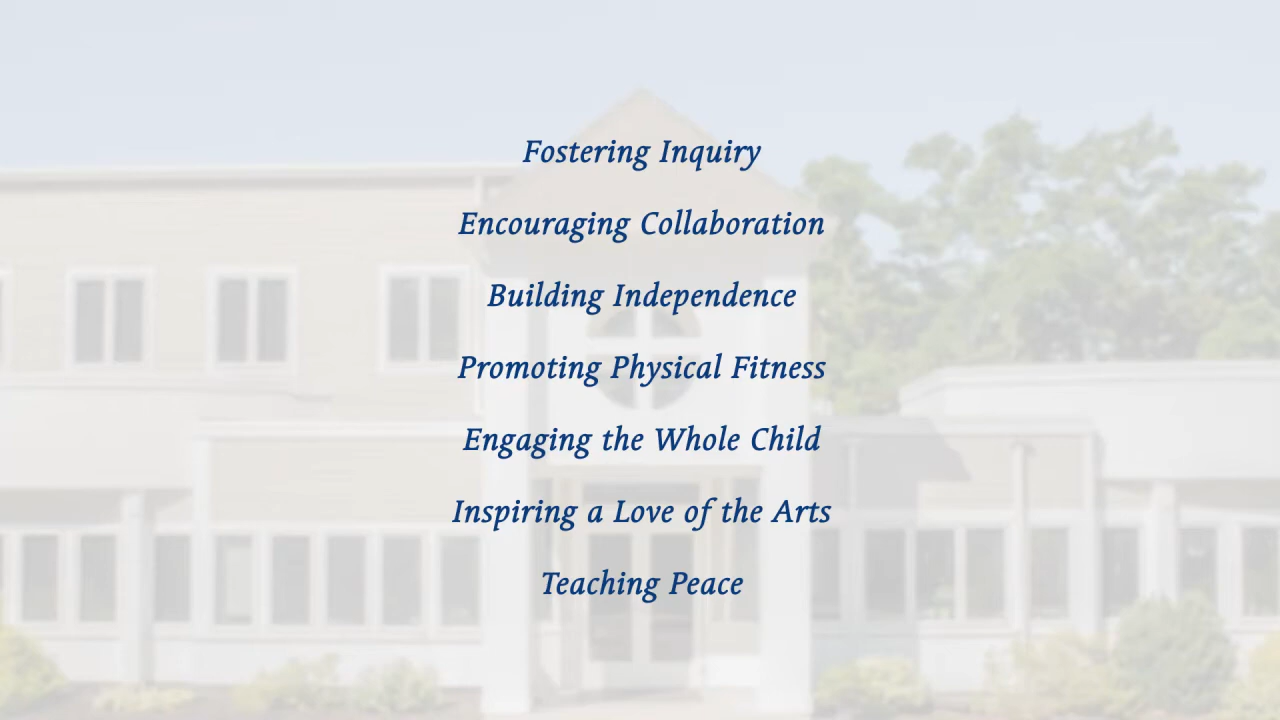 Fostering Inquiry
Encouraging Collaboration
Building Independence
Promoting Physical Fitness
Engaging the Whole Child
Inspiring a Love of the Arts
Teaching Peace